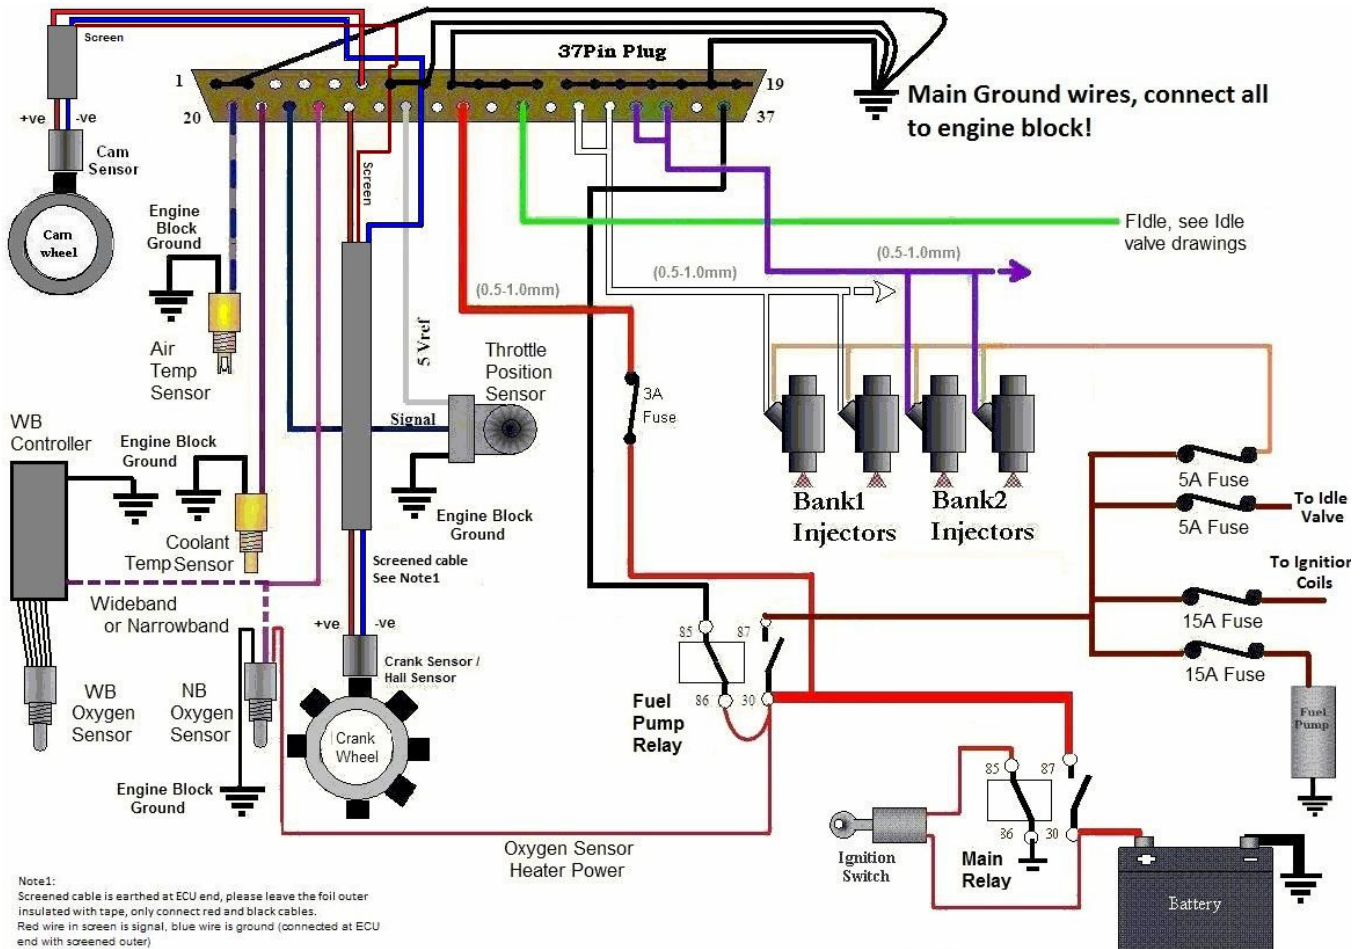 Screen
37Pin Plug
1
19
20
37
Main Ground wires, connect all
to engine block!
+ve
-ve
Cam
Sensor
Screen
Engine
Block
Ground
Cam
wheel
FIdle, see Idle
valve drawings
(0.5-1.0mm)
(0.5-1.0mm)
(0.5-1.0mm)
5 Vref
Air
Temp
Sensor
Throttle
Position
Sensor
3A
Fuse
Signal
WB
Controller
Engine Block
Ground
5A Fuse
Bank1
Injectors
Bank2
Injectors
To Idle
Valve
5A Fuse
Engine Block
Ground
Coolant
Temp Sensor
Screened cable
See Note1
To Ignition
Coils
Wideband
or Narrowband
+ve
-ve
85
87
15A Fuse
Crank Sensor /
Hall Sensor
15A Fuse
WB
Oxygen
Sensor
NB
Oxygen
Sensor
86
30
Fuel
Pump
Relay
Fuel
Pump
Crank
Wheel
85
87
Engine Block
Ground
36
30
Ignition
Switch
Main
Relay
Oxygen Sensor
Heater Power
+
-
Battery
Note1:
Screened cable is earthed at ECU end, please leave the foil outer
insulated with tape, only connect red and black cables.
Red wire in screen is signal, blue wire is ground (connected at ECU
end with screened outer)